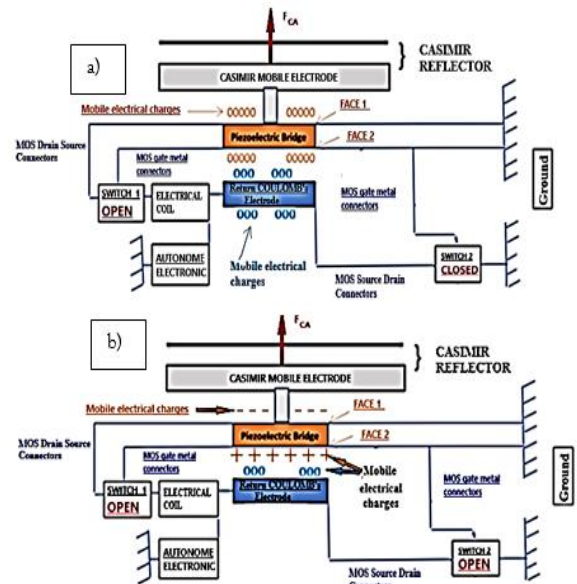 F CA
a)
CASIMIR
REFLECTOR
CASIMIR MOBILE ELECTRODE
Mobile electrical charges
FACE 1
Piezoelectric Bridge
FACE 2
MOS Drain Source
Connectors
MOS gate metal
connectors
MOS gate metal
connectors
Return COULOMB's
Electrode
SWITCH 1
OPEN
ELECTRICAL
COIL
Ground
AUTONOME
ELECTRONIC
Mobile electrical
charges
SWITCH 2
CLOSED
MOS Source Drain
Connectors
F CA
b)
CASIMIR
REFLECTOR
CASIMIR MOBILE ELECTRODE
Mobile electrical charges
FACE 1
Piezoelectric Bridge
FACE 2
MOS Drain Source
Connectors
MOS gate metal
connectors
Mobile
electrical
charges
MOS gate metal
connectors
Return COULOMB's
Electrode
SWITCH 1
OPEN
ELECTRICAL
COIL
Ground
AUTONOME
ELECTRONIC
SWITCH 2
OPEN
MOS Source Drain
Connectors